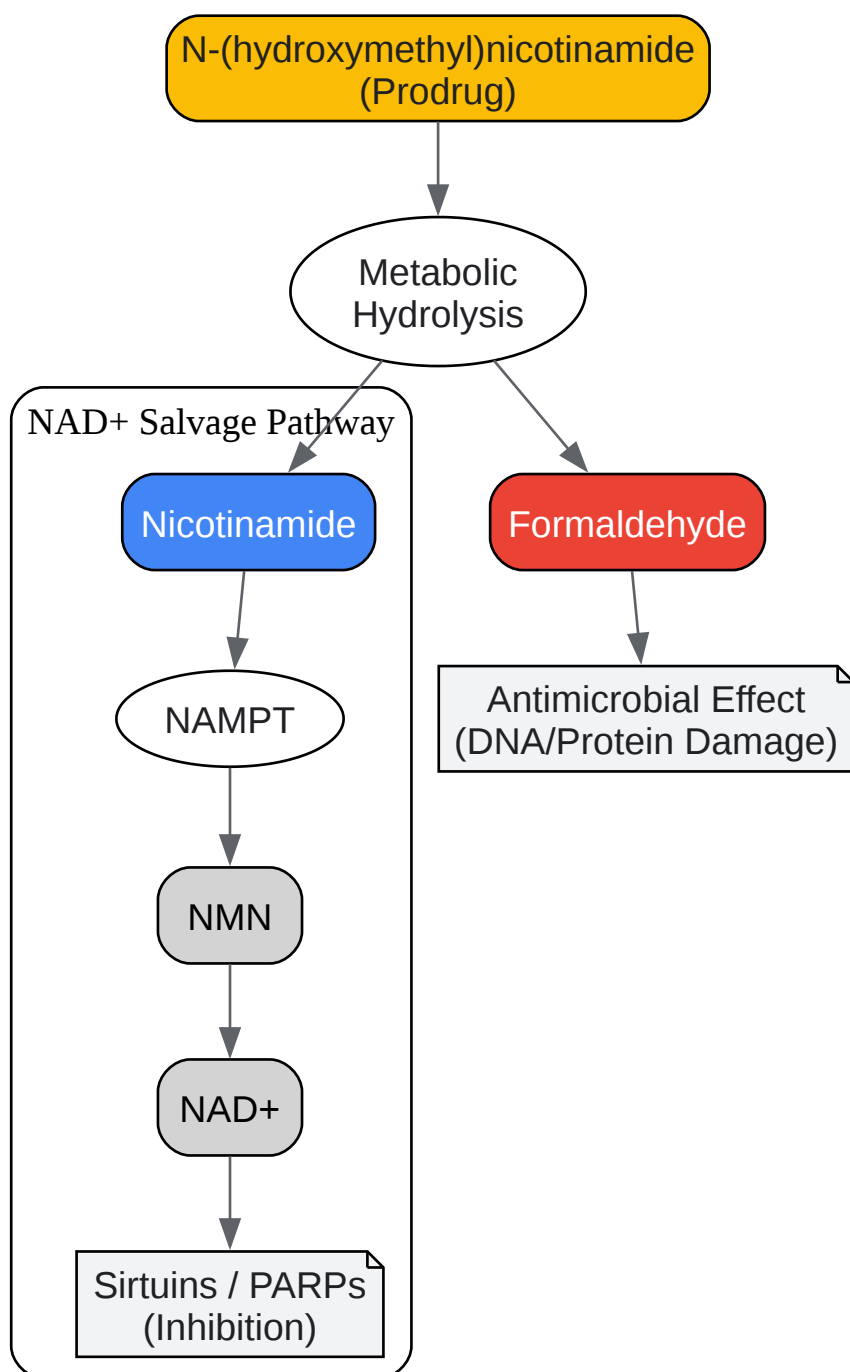 N-(hydroxymethyl)nicotinamide
(Prodrug)
Metabolic
Hydrolysis
NAD+ Salvage Pathway
Nicotinamide
Formaldehyde
NAMPT
Antimicrobial Effect
(DNA/Protein Damage)
NMN
NAD+
Sirtuins / PARPs
(Inhibition)